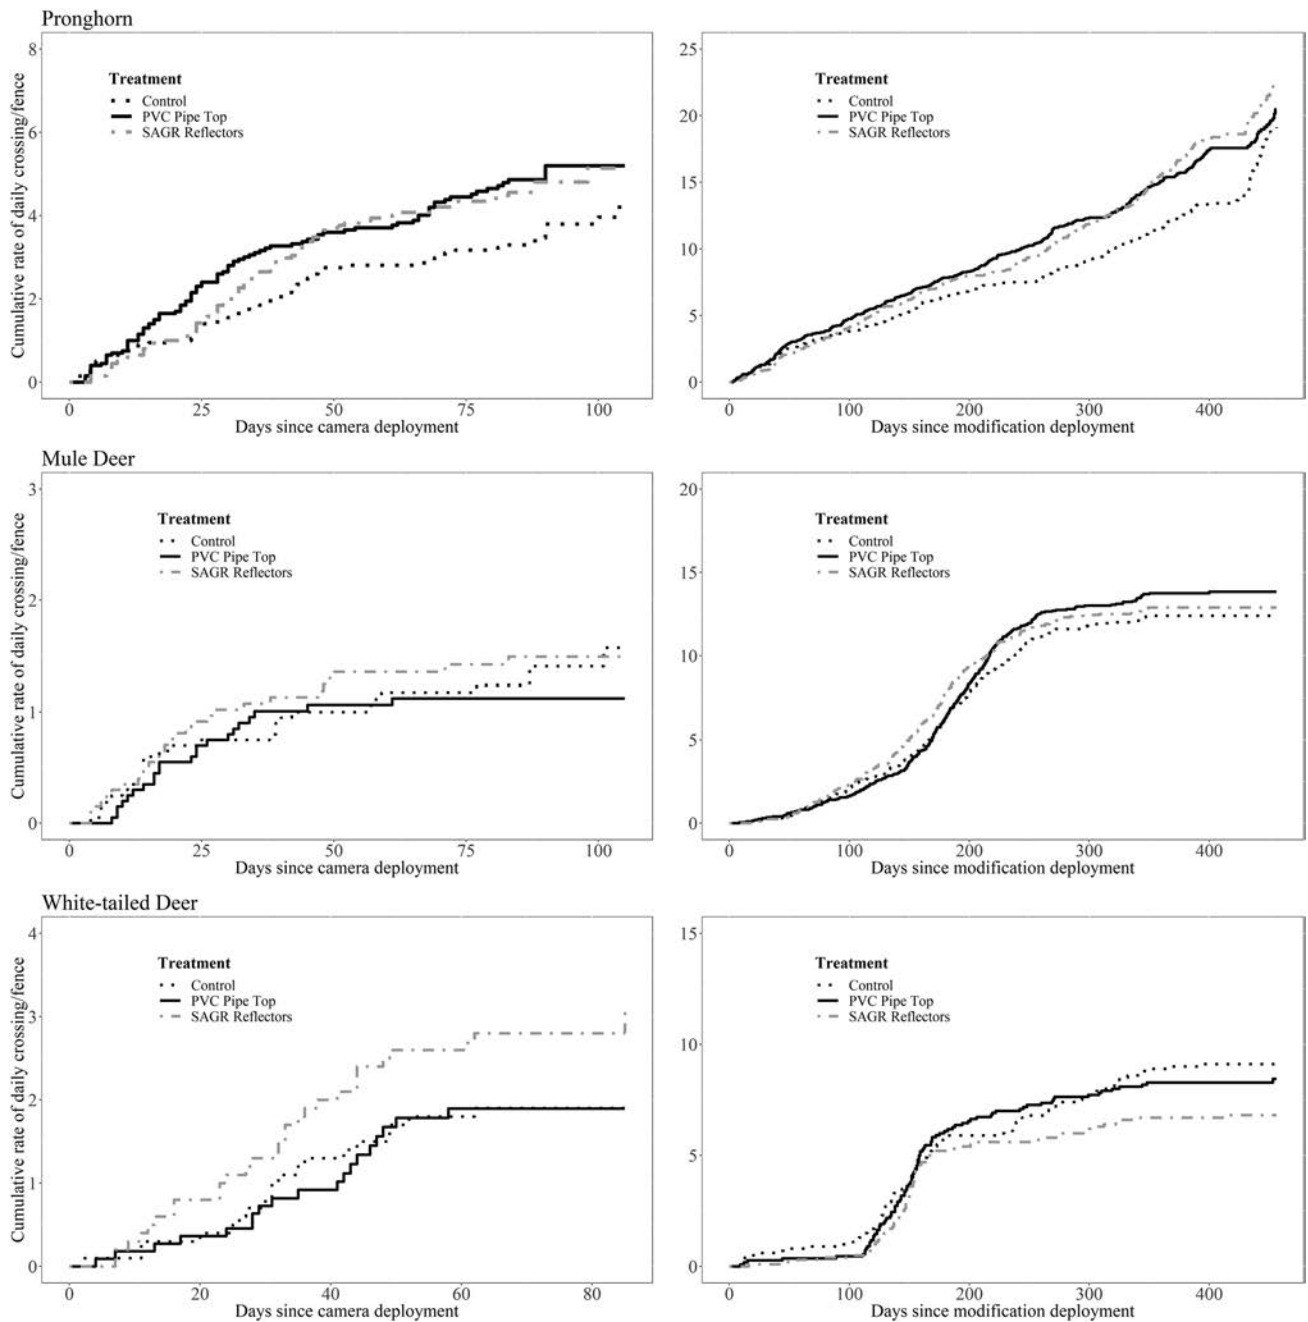 Pronghorn
Cumulative rate of daily crossing/fence
8
6
4
2
0
Treatment
Control
PVC Pipe Top
SAGR Reflectors
0 25 50 75 100
Days since camera deployment
25
20
15
10
5
0
Treatment
Control
PVC Pipe Top
SAGR Reflectors
0 100 200 300 400
Days since modification deployment
Mule Deer
Cumulative rate of daily crossing/fence
3
2
1
0
Treatment
Control
PVC Pipe Top
SAGR Reflectors
0 25 50 75 100
Days since camera deployment
20
15
10
5
0
Treatment
Control
PVC Pipe Top
SAGR Reflectors
0 100 200 300 400
Days since modification deployment
White-tailed Deer
Cumulative rate of daily crossing/fence
4
3
2
1
0
Treatment
Control
PVC Pipe Top
SAGR Reflectors
0 20 40 60 80
Days since camera deployment
15
10
5
0
Treatment
Control
PVC Pipe Top
SAGR Reflectors
0 100 200 300 400
Days since modification deployment